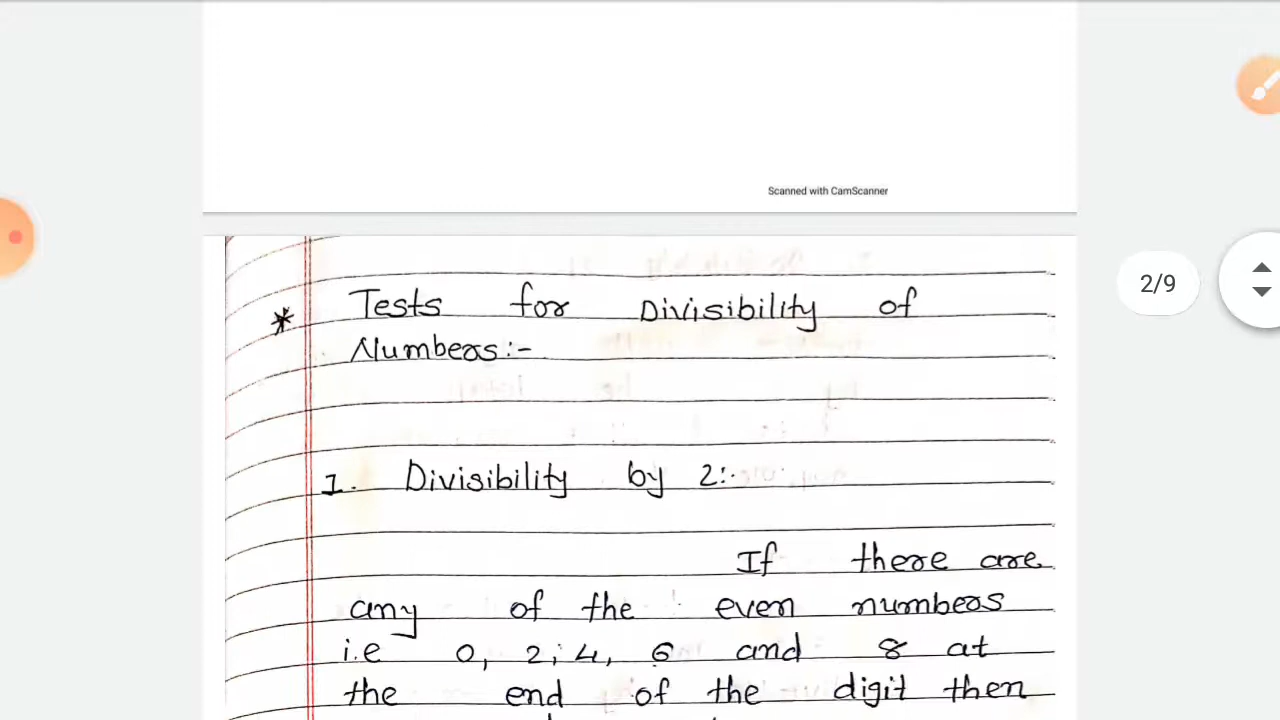 Scanned with CamScanner
2/9
* Tests for Divisibility of
Numbers:-
1. Divisibility by 2:-
If there are
any of the even numbers
i.e 0, 2, 4, 6 and 8 at
the end of the digit then